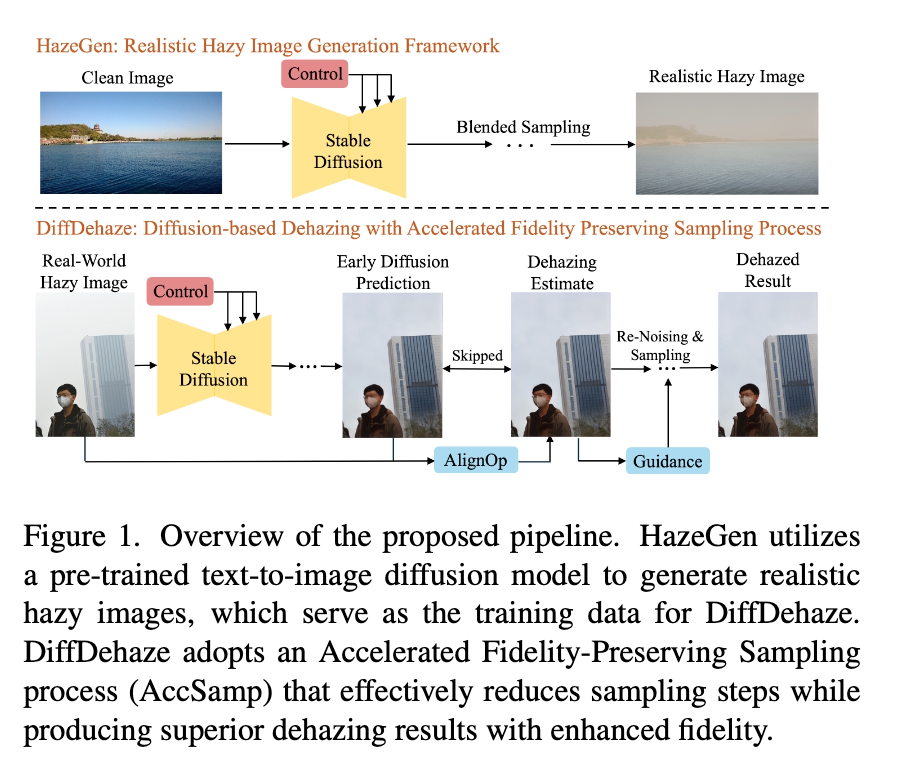 HazeGen: Realistic Hazy Image Generation Framework
Clean Image
Control
Stable
Diffusion
Blended Sampling
Realistic Hazy Image
DiffDehaze: Diffusion-based Dehazing with Accelerated Fidelity Preserving Sampling Process
Real-World
Hazy Image
Control
Stable
Diffusion
Early Diffusion
Prediction
Skipped
Dehazing
Estimate
Re-Noising &
Sampling
Dehazed
Result
AlignOp
Guidance
Figure 1. Overview of the proposed pipeline. HazeGen utilizes
a pre-trained text-to-image diffusion model to generate realistic
hazy images, which serve as the training data for DiffDehaze.
DiffDehaze adopts an Accelerated Fidelity-Preserving Sampling
process (AccSamp) that effectively reduces sampling steps while
producing superior dehazing results with enhanced fidelity.